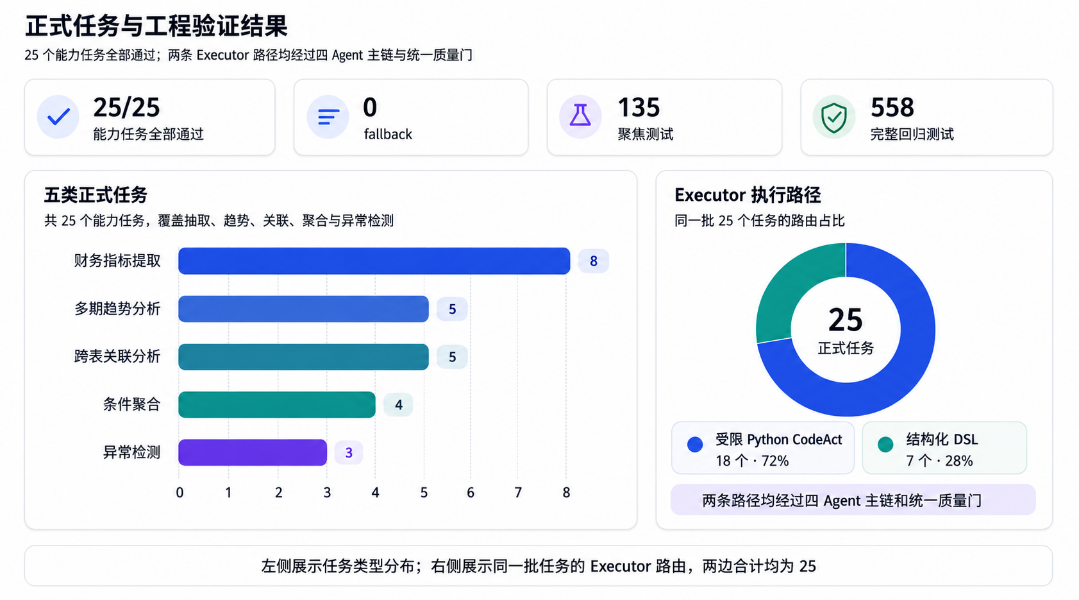 正式任务与工程验证结果
25 个能力任务全部通过；两条 Executor 路径均经过四 Agent 主链与统一质量门
25/25
能力任务全部通过
0
fallback
135
聚焦测试
558
完整回归测试
五类正式任务
共 25 个能力任务，覆盖抽取、趋势、关联、聚合与异常检测
财务指标提取 8
多期趋势分析 5
跨表关联分析 5
条件聚合 4
异常检测 3
0 1 2 3 4 5 6 7 8
Executor 执行路径
同一批 25 个任务的路由占比
25
正式任务
受限 Python CodeAct
18 个 · 72%
结构化 DSL
7 个 · 28%
两条路径均经过四 Agent 主链和统一质量门
左侧展示任务类型分布；右侧展示同一批任务的 Executor 路由，两边合计均为 25